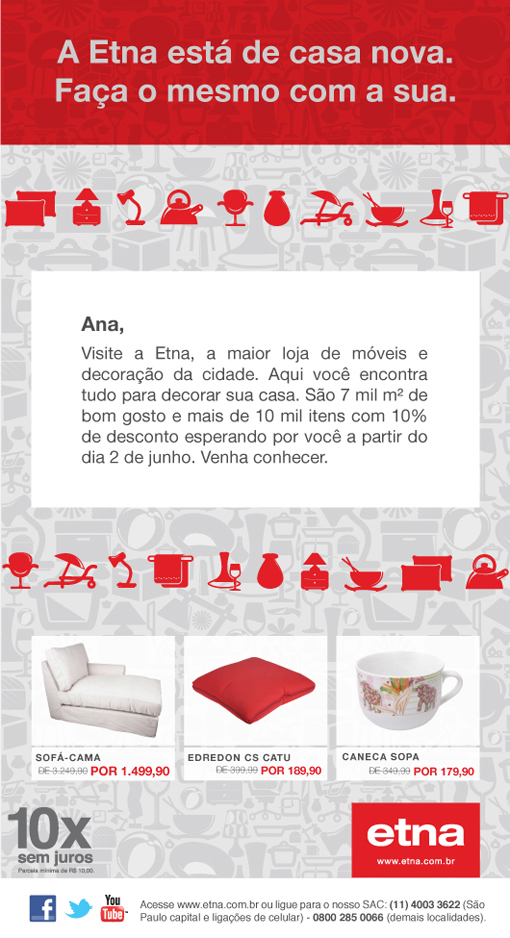 A Etna está de casa nova.
Faça o mesmo com a sua.
Ana,
Visite a Etna, a maior loja de móveis e
decoração da cidade. Aqui você encontra
tudo para decorar sua casa. São 7 mil m² de
bom gosto e mais de 10 mil itens com 10%
de desconto esperando por você a partir do
dia 2 de junho. Venha conhecer.
SOFÁ-CAMA
DE 3.249,90 POR 1.499,90
EDREDON CS CATU
DE 399.99 POR 189,90
CANECA SOPA
DE 349.99 POR 179,90
10x
sem juros
Parcela mínima de R$ 10,00.
etna
www.etna.com.br
You
Tube
Acesse www.etna.com.br ou ligue para o nosso SAC: (11) 4003 3622 (São
Paulo capital e ligações de celular) - 0800 285 0066 (demais localidades).